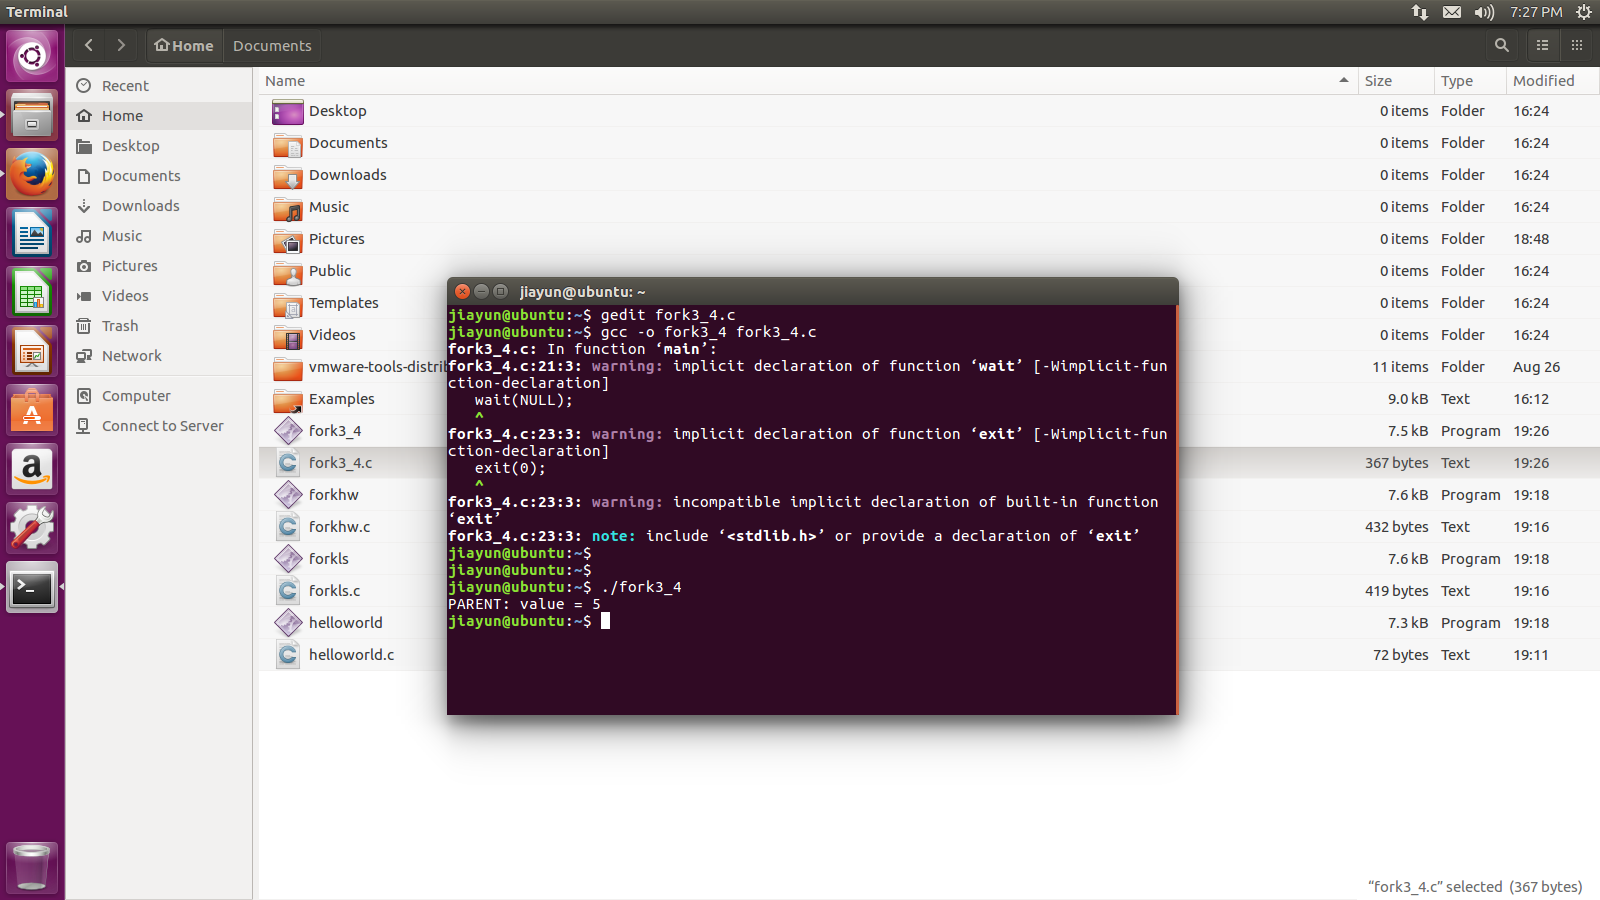 Terminal
7:27 PM
Home Documents
Recent
Home
Desktop
Documents
Downloads
Music
Pictures
Videos
Trash
Network
Computer
Connect to Server
Name Size Type Modified
Desktop 0 items Folder 16:24
Documents 0 items Folder 16:24
Downloads 0 items Folder 16:24
Music 0 items Folder 16:24
Pictures 0 items Folder 18:48
Public 0 items Folder 16:24
Templates 0 items Folder 16:24
Videos 0 items Folder 16:24
vmware-tools-distrib 11 items Folder Aug 26
Examples 9.0 kB Text 16:12
fork3_4 7.5 kB Program 19:26
fork3_4.c 367 bytes Text 19:26
forkhw 7.6 kB Program 19:18
forkhw.c 432 bytes Text 19:16
forkls 7.6 kB Program 19:18
forkls.c 419 bytes Text 19:16
helloworld 7.3 kB Program 19:18
helloworld.c 72 bytes Text 19:11
jiayun@ubuntu: ~
jiayun@ubuntu:~$ gedit fork3_4.c
jiayun@ubuntu:~$ gcc -o fork3_4 fork3_4.c
fork3_4.c: In function ‘main’:
fork3_4.c:21:3: warning: implicit declaration of function ‘wait’ [-Wimplicit-fun
ction-declaration]
wait(NULL);
^
fork3_4.c:23:3: warning: implicit declaration of function ‘exit’ [-Wimplicit-fun
ction-declaration]
exit(0);
^
fork3_4.c:23:3: warning: incompatible implicit declaration of built-in function
‘exit’
fork3_4.c:23:3: note: include ‘<stdlib.h>’ or provide a declaration of ‘exit’
jiayun@ubuntu:~$
jiayun@ubuntu:~$
jiayun@ubuntu:~$ ./fork3_4
PARENT: value = 5
jiayun@ubuntu:~$
“fork3_4.c” selected (367 bytes)